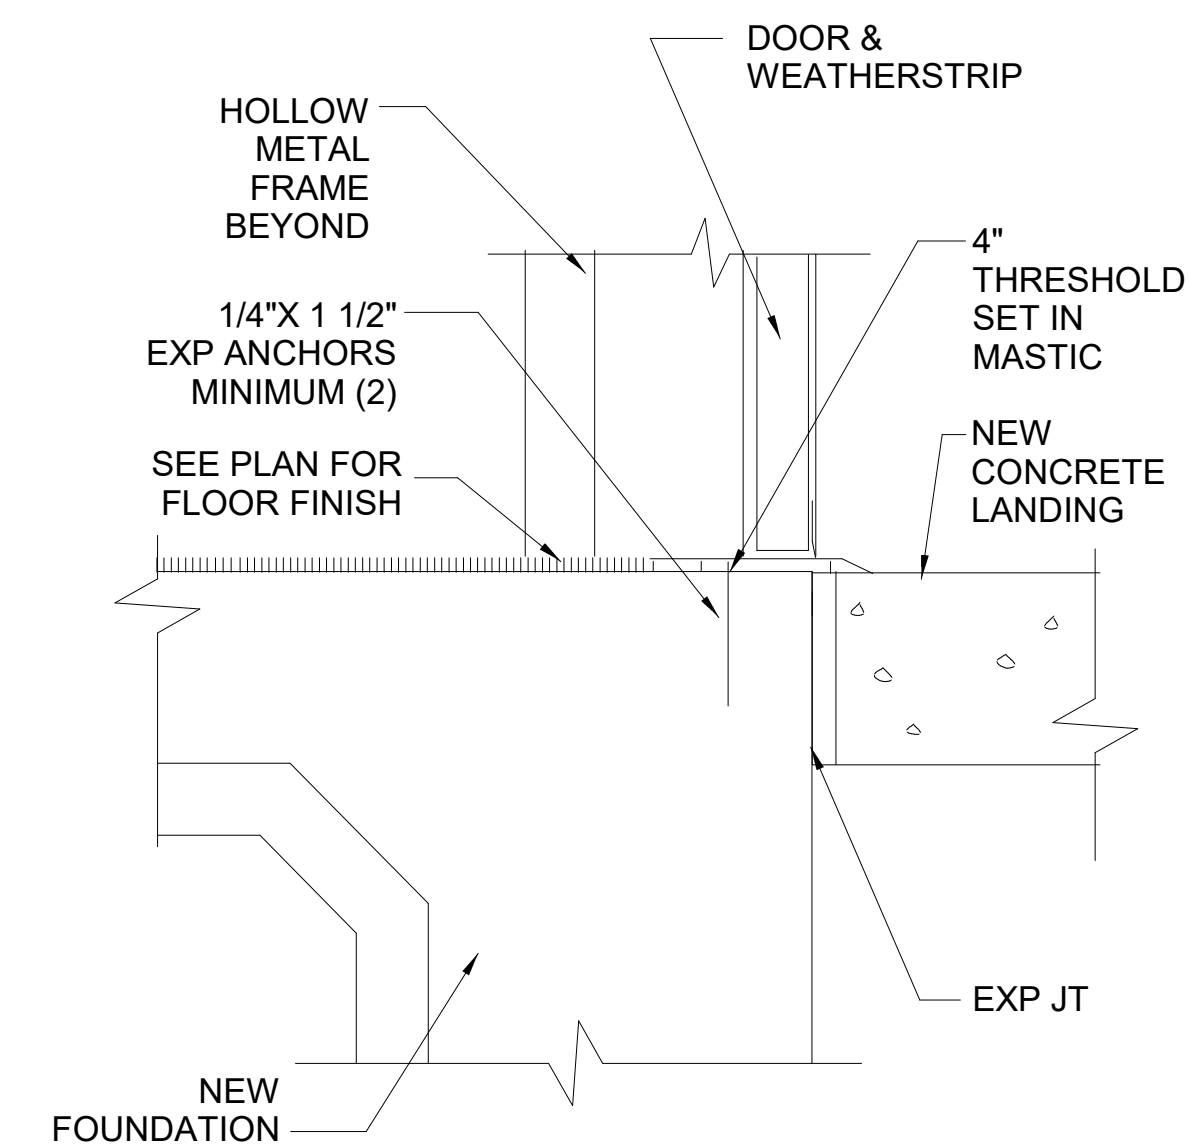 DOOR &
WEATHERSTRIP
HOLLOW
METAL
FRAME
BEYOND
4"
THRESHOLD
SET IN
MASTIC
1/4"X 1 1/2"
EXP ANCHORS
MINIMUM (2)
NEW
CONCRETE
LANDING
SEE PLAN FOR
FLOOR FINISH
EXP JT
NEW
FOUNDATION